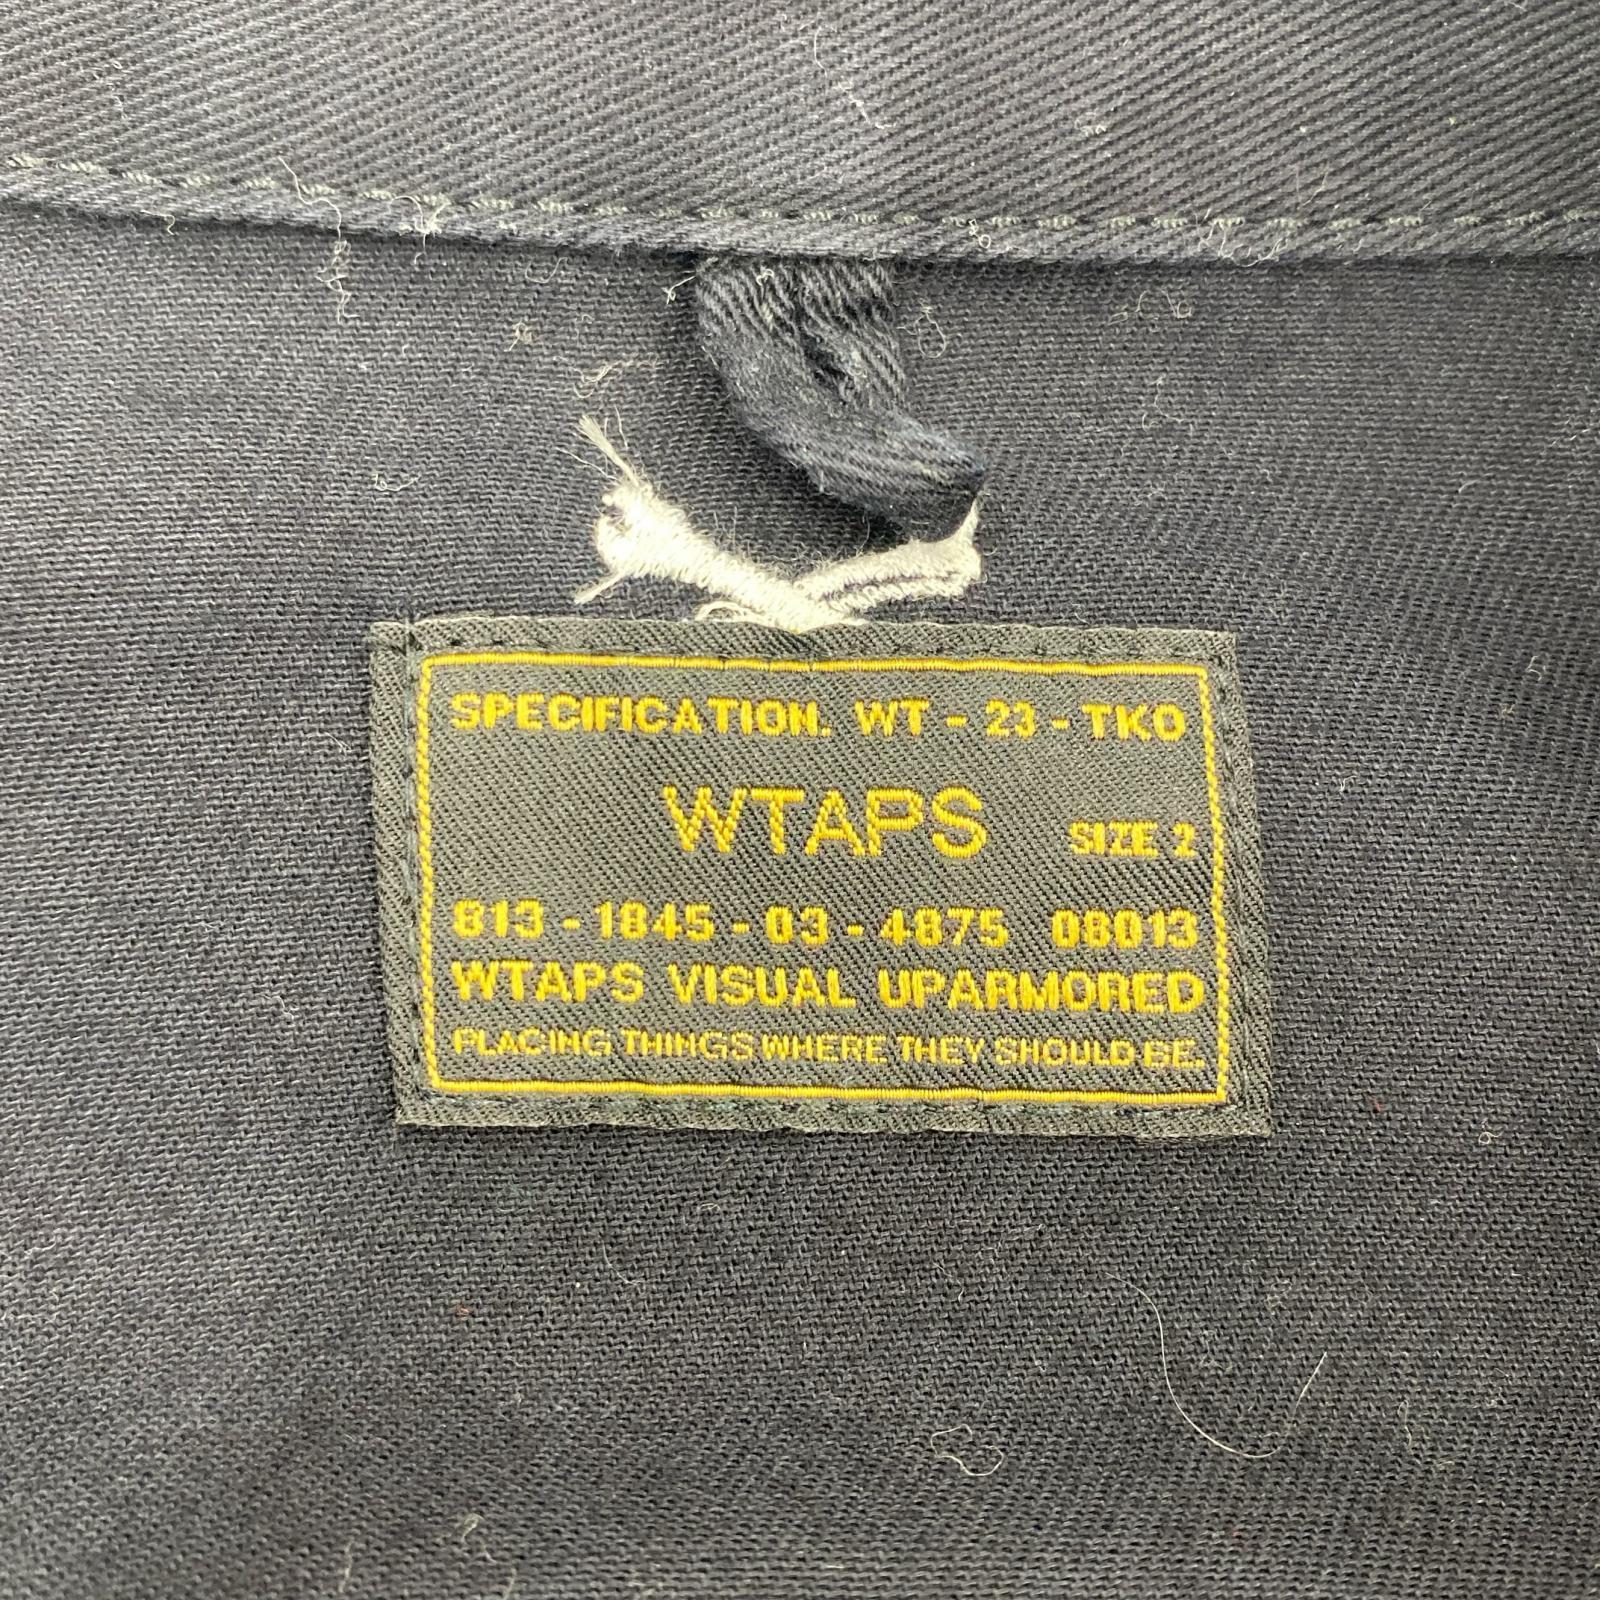 SPECIFICATION. WT - 23 - TKO
WTAPS SIZE 2
813 - 1845 - 03 - 4875 08013
WTAPS VISUAL UPARMORED
PLACING THINGS WHERE THEY SHOULD BE.